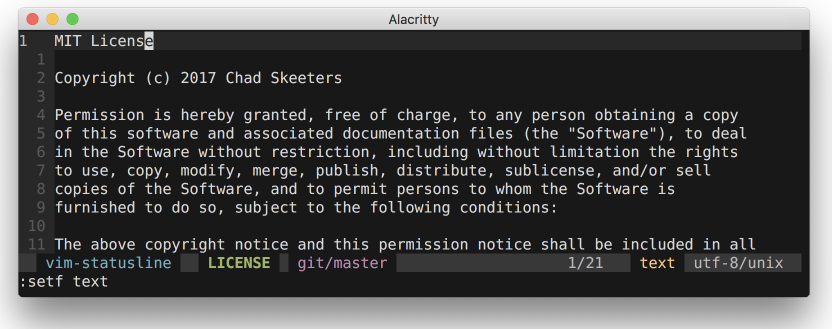 Alacritty
1 MIT License
1
2 Copyright (c) 2017 Chad Skeeters
3
4 Permission is hereby granted, free of charge, to any person obtaining a copy
5 of this software and associated documentation files (the "Software"), to deal
6 in the Software without restriction, including without limitation the rights
7 to use, copy, modify, merge, publish, distribute, sublicense, and/or sell
8 copies of the Software, and to permit persons to whom the Software is
9 furnished to do so, subject to the following conditions:
10
11 The above copyright notice and this permission notice shall be included in all
vim-statusline LICENSE git/master 1/21 text utf-8/unix
:setf text